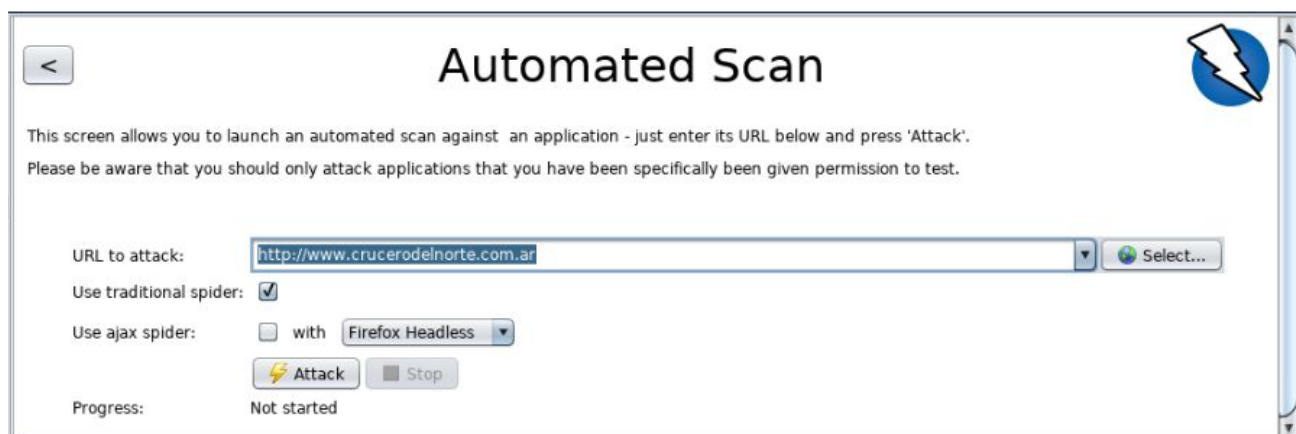 <
Automated Scan
This screen allows you to launch an automated scan against an application - just enter its URL below and press 'Attack'.
Please be aware that you should only attack applications that you have been specifically been given permission to test.
URL to attack: http://www.crucerodelnorte.com.ar Select...
Use traditional spider:
Use ajax spider: with Firefox Headless
Attack Stop
Progress: Not started